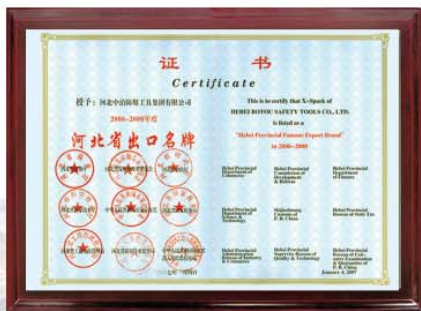 证 书
Certificate
授予：河北中泊防爆工具集团有限公司
2006-2008年度
河北省出口名牌
This is to certify that X-Spark of
HEBEI BOTOU SAFETY TOOLS CO., LTD.
is listed as a
"Hebei Provincial Famous Export Brand"
in 2006-2008
Hebei Provincial
Department of
Commerce
Hebei Provincial
Commission of
Development
& Reform
Hebei Provincial
Department
of Finance
Hebei Provincial
Department of
Science &
Technology
Shijiazhuang
Customs of
P. R. China
Hebei Provincial
Bureau of State Tax
Hebei Provincial
Administration
Bureau of Industry
& Commerce
Hebei Provincial
Supervise Bureau of
Quality & Technology
Hebei Provincial
Bureau of Exit-
entry Examination
& Quarantine of
P. R. China
January 4, 2007